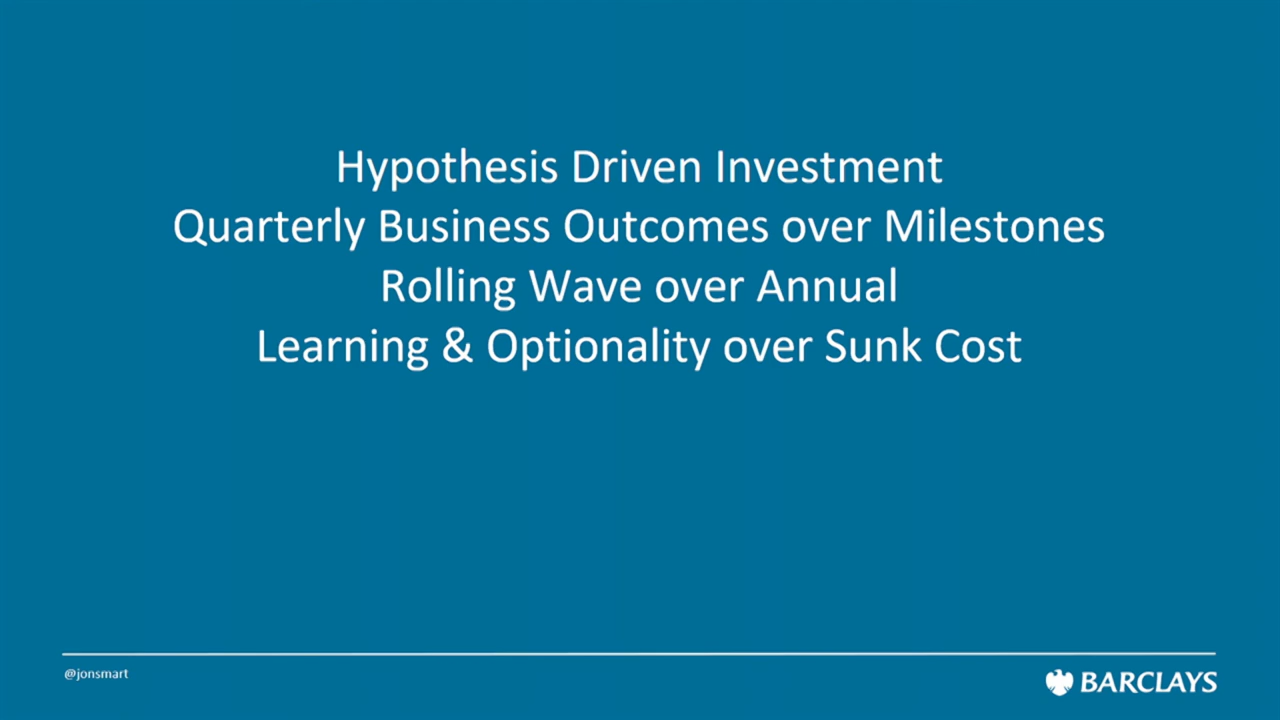 Hypothesis Driven Investment
Quarterly Business Outcomes over Milestones
Rolling Wave over Annual
Learning & Optionality over Sunk Cost
@jonsmart
BARCLAYS